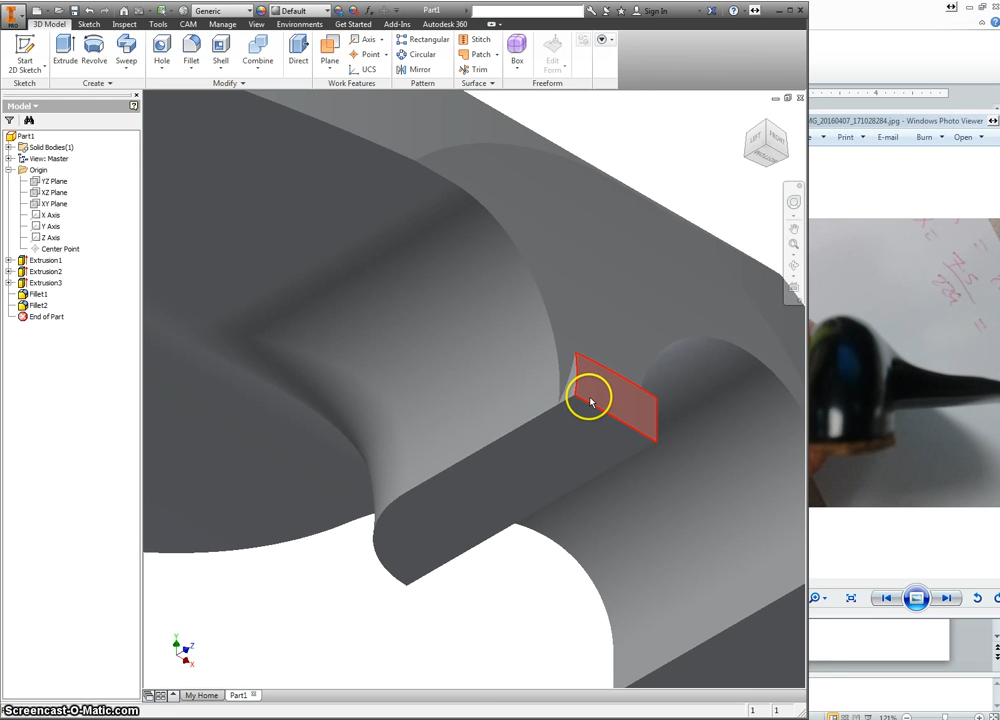 Generic
Default
Part1
Sign In
PRO
3D Model Sketch Inspect Tools CAM Manage View Environments Get Started Add-Ins Autodesk 360
Start
2D Sketch
Extrude Revolve Sweep
Hole Fillet Shell Combine
Direct
Plane
Axis
Point
UCS
Rectangular
Circular
Mirror
Stitch
Patch
Trim
Box
Edit
Form
Sketch Create Modify Work Features Pattern Surface Freeform
Model
Part1
Solid Bodies(1)
View: Master
Origin
YZ Plane
XZ Plane
XY Plane
X Axis
Y Axis
Z Axis
Center Point
Extrusion1
Extrusion2
Extrusion3
Fillet1
Fillet2
End of Part
LEFT FRONT
Y
Z
X
My Home Part1
1 1
Screencast-O-Matic.com
4
MG_20160407_171028284.jpg - Windows Photo Viewer
Print E-mail Burn Open
121%